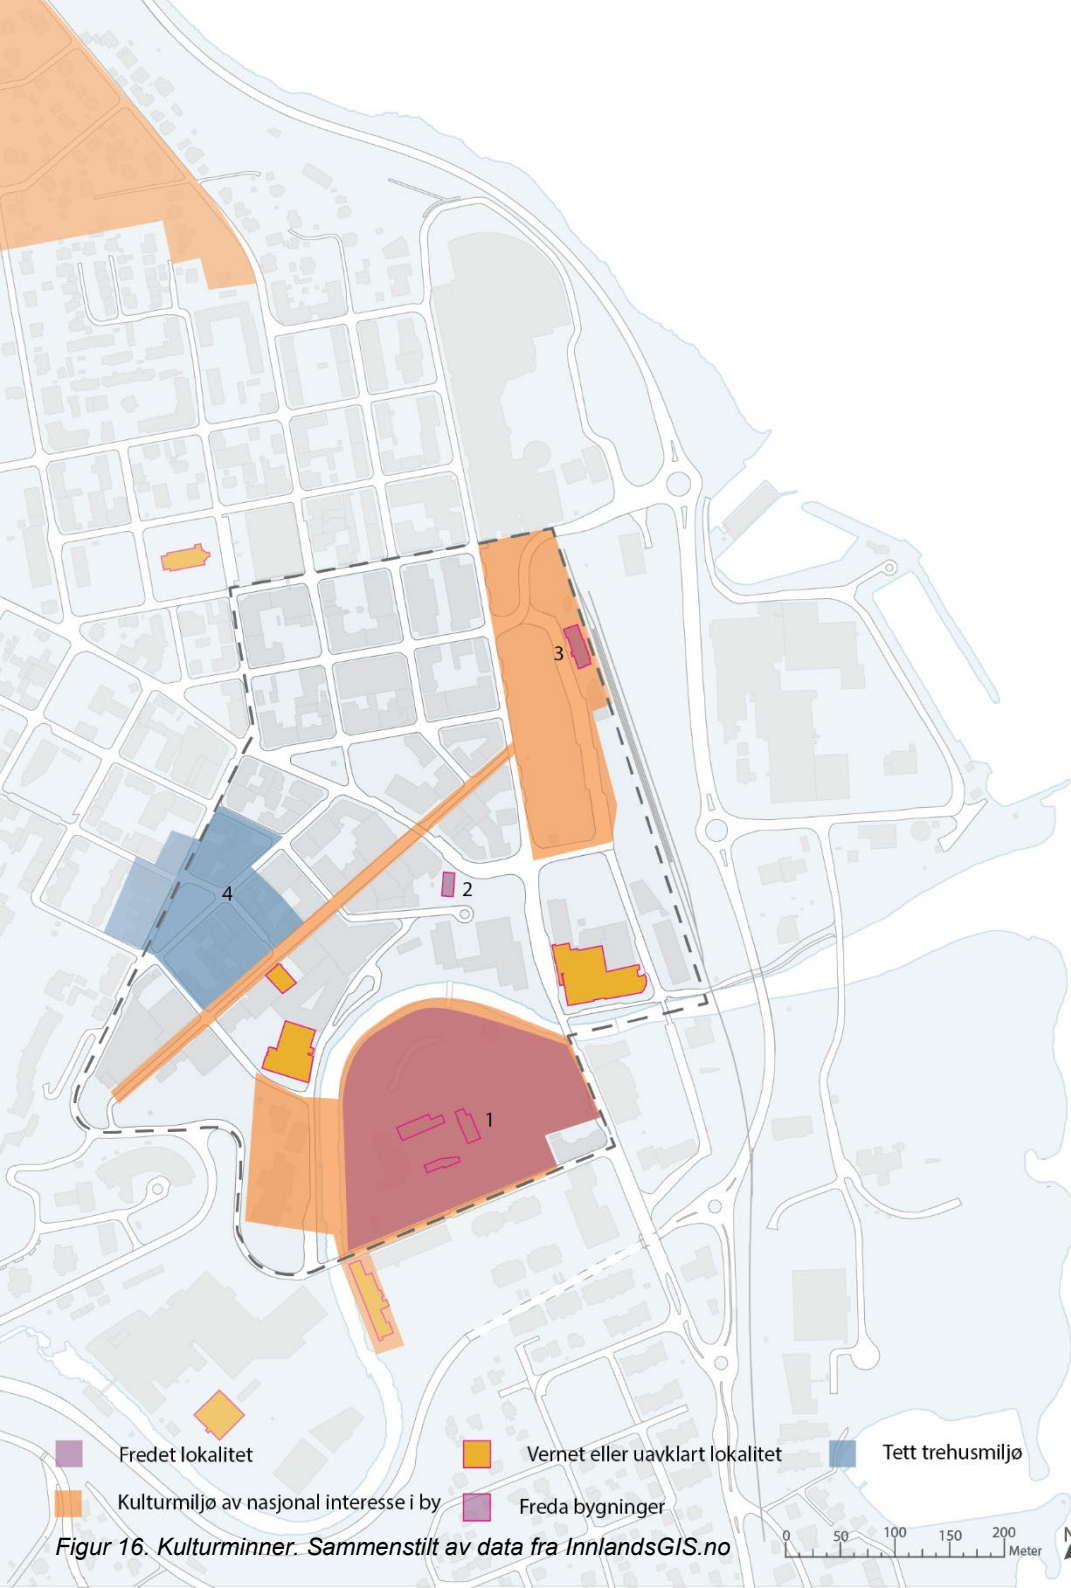 3
2
4
1
Fredet lokalitet
Vernet eller uavklart lokalitet
Tett trehusmiljø
Kulturmiljø av nasjonal interesse i by
Freda bygninger
0 50 100 150 200
Meter
N
Figur 16. Kulturminner. Sammenstilt av data fra InnlandsGIS.no